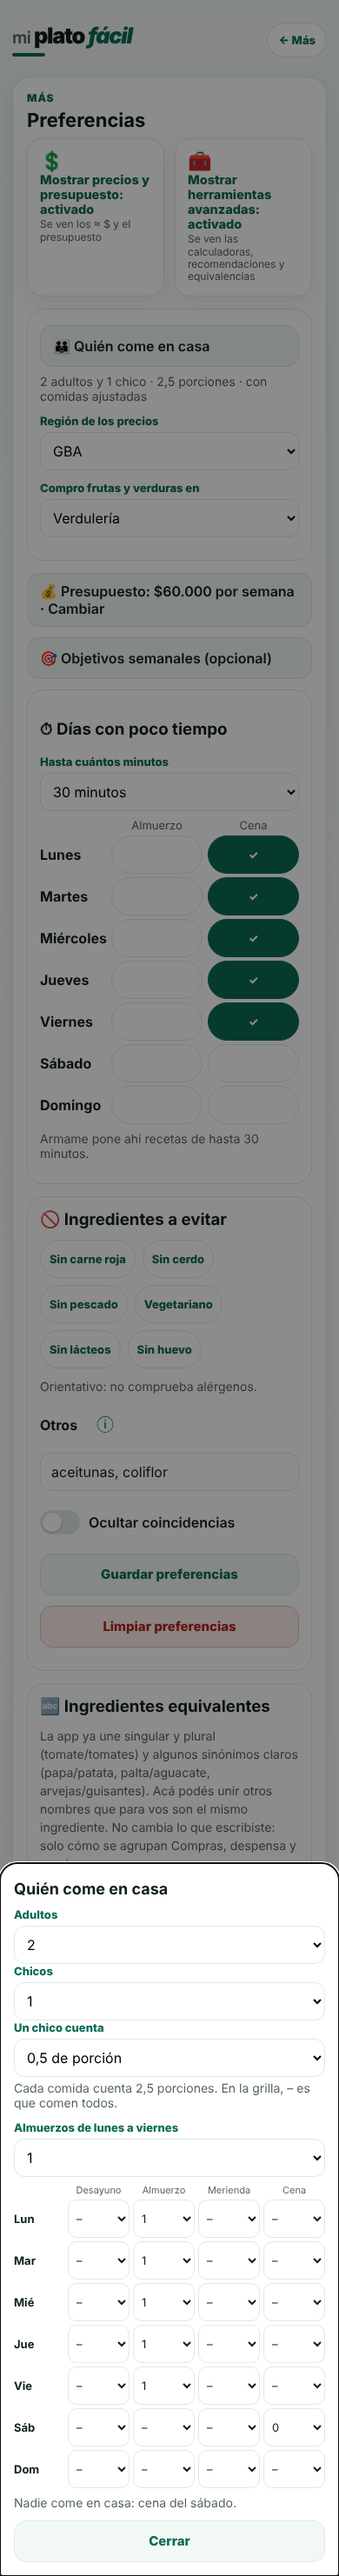 mi plato fácil
← Más
MÁS
Preferencias
Mostrar precios y
presupuesto:
activado
Se ven los ≈ $ y el
presupuesto
Mostrar
herramientas
avanzadas:
activado
Se ven las
calculadoras,
recomendaciones y
equivalencias
Quién come en casa
2 adultos y 1 chico · 2,5 porciones · con
comidas ajustadas
Región de los precios
GBA
Compro frutas y verduras en
Verdulería
Presupuesto: $60.000 por semana
· Cambiar
Objetivos semanales (opcional)
Días con poco tiempo
Hasta cuántos minutos
30 minutos
Almuerzo Cena
Lunes ✓
Martes ✓
Miércoles ✓
Jueves ✓
Viernes ✓
Sábado
Domingo
Armame pone ahí recetas de hasta 30
minutos.
Ingredientes a evitar
Sin carne roja Sin cerdo
Sin pescado Vegetariano
Sin lácteos Sin huevo
Orientativo: no comprueba alérgenos.
Otros ⓘ
aceitunas, coliflor
Ocultar coincidencias
Guardar preferencias
Limpiar preferencias
abc Ingredientes equivalentes
La app ya une singular y plural
(tomate/tomates) y algunos sinónimos claros
(papa/patata, palta/aguacate,
arvejas/guisantes). Acá podés unir otros
nombres que para vos son el mismo
ingrediente. No cambia lo que escribiste:
solo cómo se agrupan Compras, despensa y
Quién come en casa
Adultos
2
Chicos
1
Un chico cuenta
0,5 de porción
Cada comida cuenta 2,5 porciones. En la grilla, – es
que comen todos.
Almuerzos de lunes a viernes
1
Desayuno Almuerzo Merienda Cena
Lun – 1 – –
Mar – 1 – –
Mié – 1 – –
Jue – 1 – –
Vie – 1 – –
Sáb – – – 0
Dom – – – –
Nadie come en casa: cena del sábado.
Cerrar